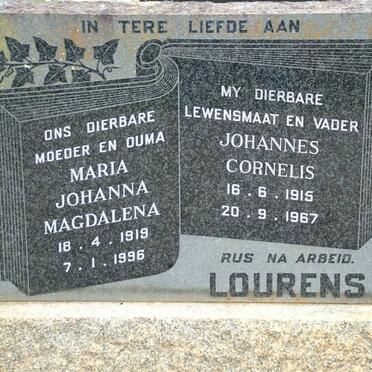 IN TERE LIEFDE AAN
ONS DIERBARE
MOEDER EN OUMA
MARIA
JOHANNA
MAGDALENA
18.4.1919
7.1.1996
MY DIERBARE
LEWENSMAAT EN VADER
JOHANNES
CORNELIS
16.6.1915
20.9.1967
RUS NA ARBEID.
LOURENS